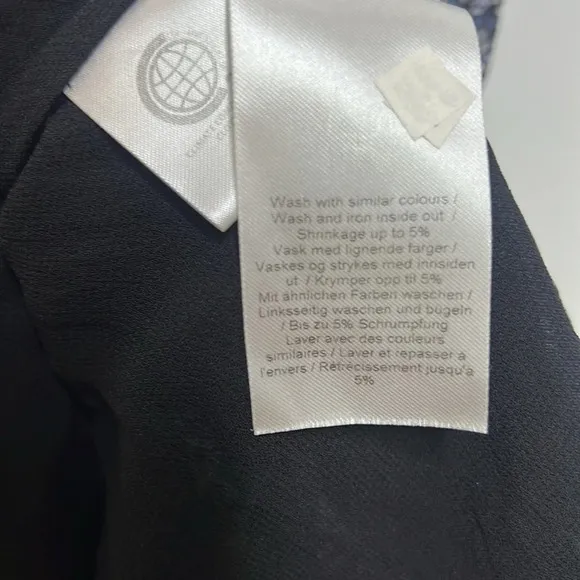 Wash with similar colours /
Wash and iron inside out /
Shrinkage up to 5%
Vask med lignende farger /
Vaskes og strykes med innsiden
ut / Krymper opp til 5%
Mit ähnlichen Farben waschen /
Linksseitig waschen und bügeln
/ Bis zu 5% Schrumpfung
Laver avec des couleurs
similaires / Laver et repasser à
l'envers / Rétrécissement jusqu'à
5%